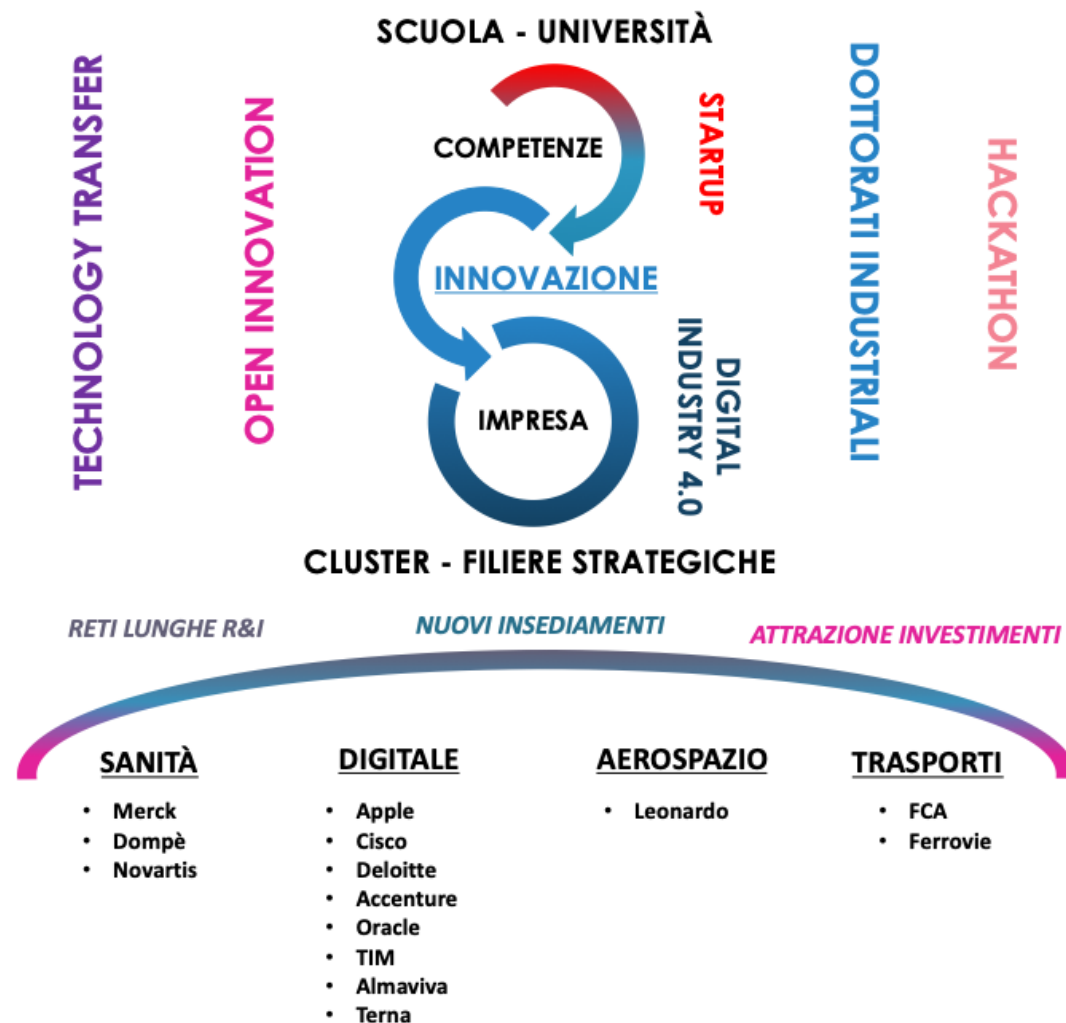 SCUOLA - UNIVERSITÀ
TECHNOLOGY TRANSFER
OPEN INNOVATION
COMPETENZE
STARTUP
DOTTORATI INDUSTRIALI
HACKATHON
INNOVAZIONE
IMPRESA
DIGITAL
INDUSTRY 4.0
CLUSTER - FILIERE STRATEGICHE
RETI LUNGHE R&I
NUOVI INSEDIAMENTI
ATTRAZIONE INVESTIMENTI
SANITÀ
• Merck
• Dompè
• Novartis
DIGITALE
• Apple
• Cisco
• Deloitte
• Accenture
• Oracle
• TIM
• Almaviva
• Terna
AEROSPAZIO
• Leonardo
TRASPORTI
• FCA
• Ferrovie